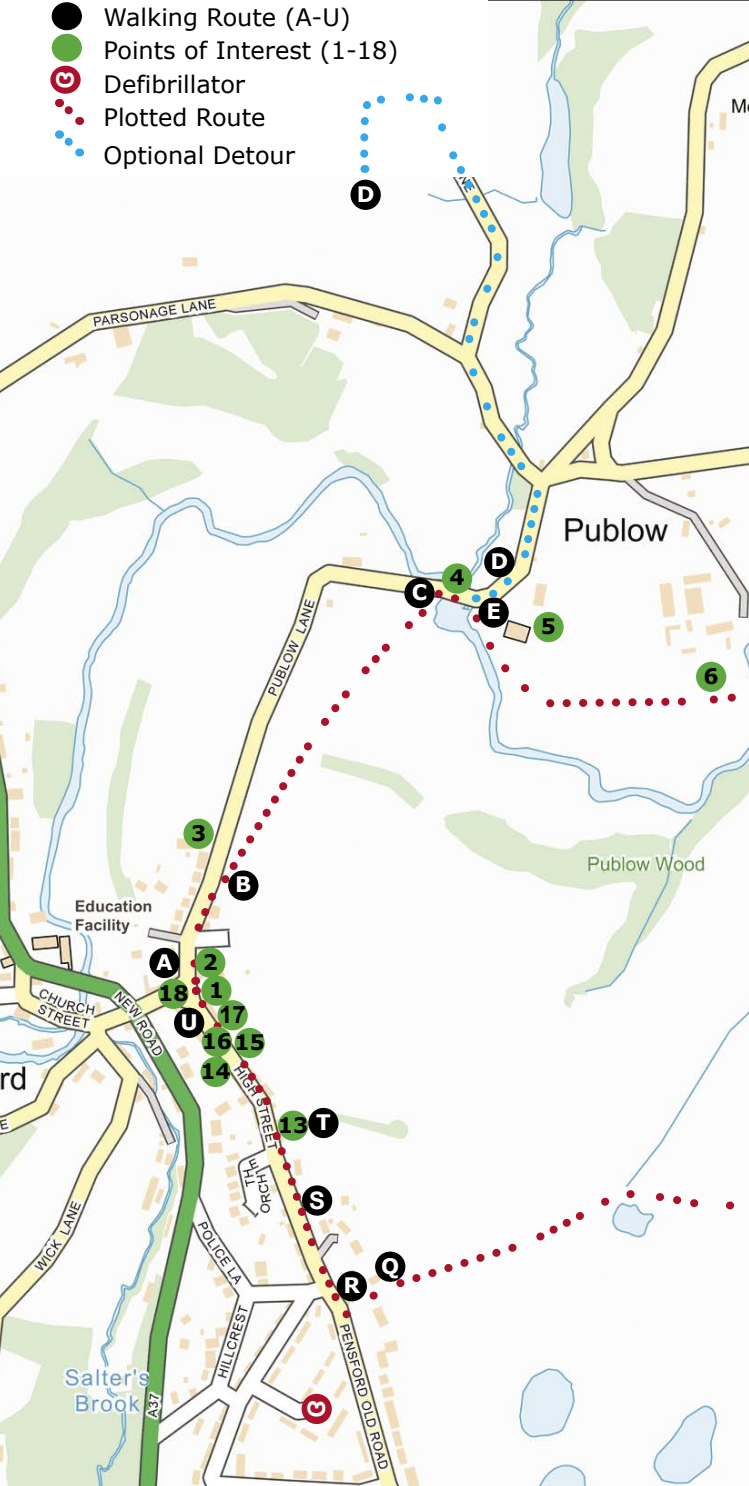 Walking Route (A-U)
Points of Interest (1-18)
Defibrillator
Plotted Route
Optional Detour
D
NE
PARSONAGE LANE
Publow
D
4
C
E
5
6
PUBLOW LANE
3
Publow Wood
B
Education
Facility
A
2
18
1
CHURCH
STREET
NEW ROAD
U
17
16
15
14
rd
HIGH STREET
13
T
E
THE
ORCH
S
WICK LANE
POLICE LA
Q
R
HILLCREST
PENSFORD OLD ROAD
Salter's
Brook
A37